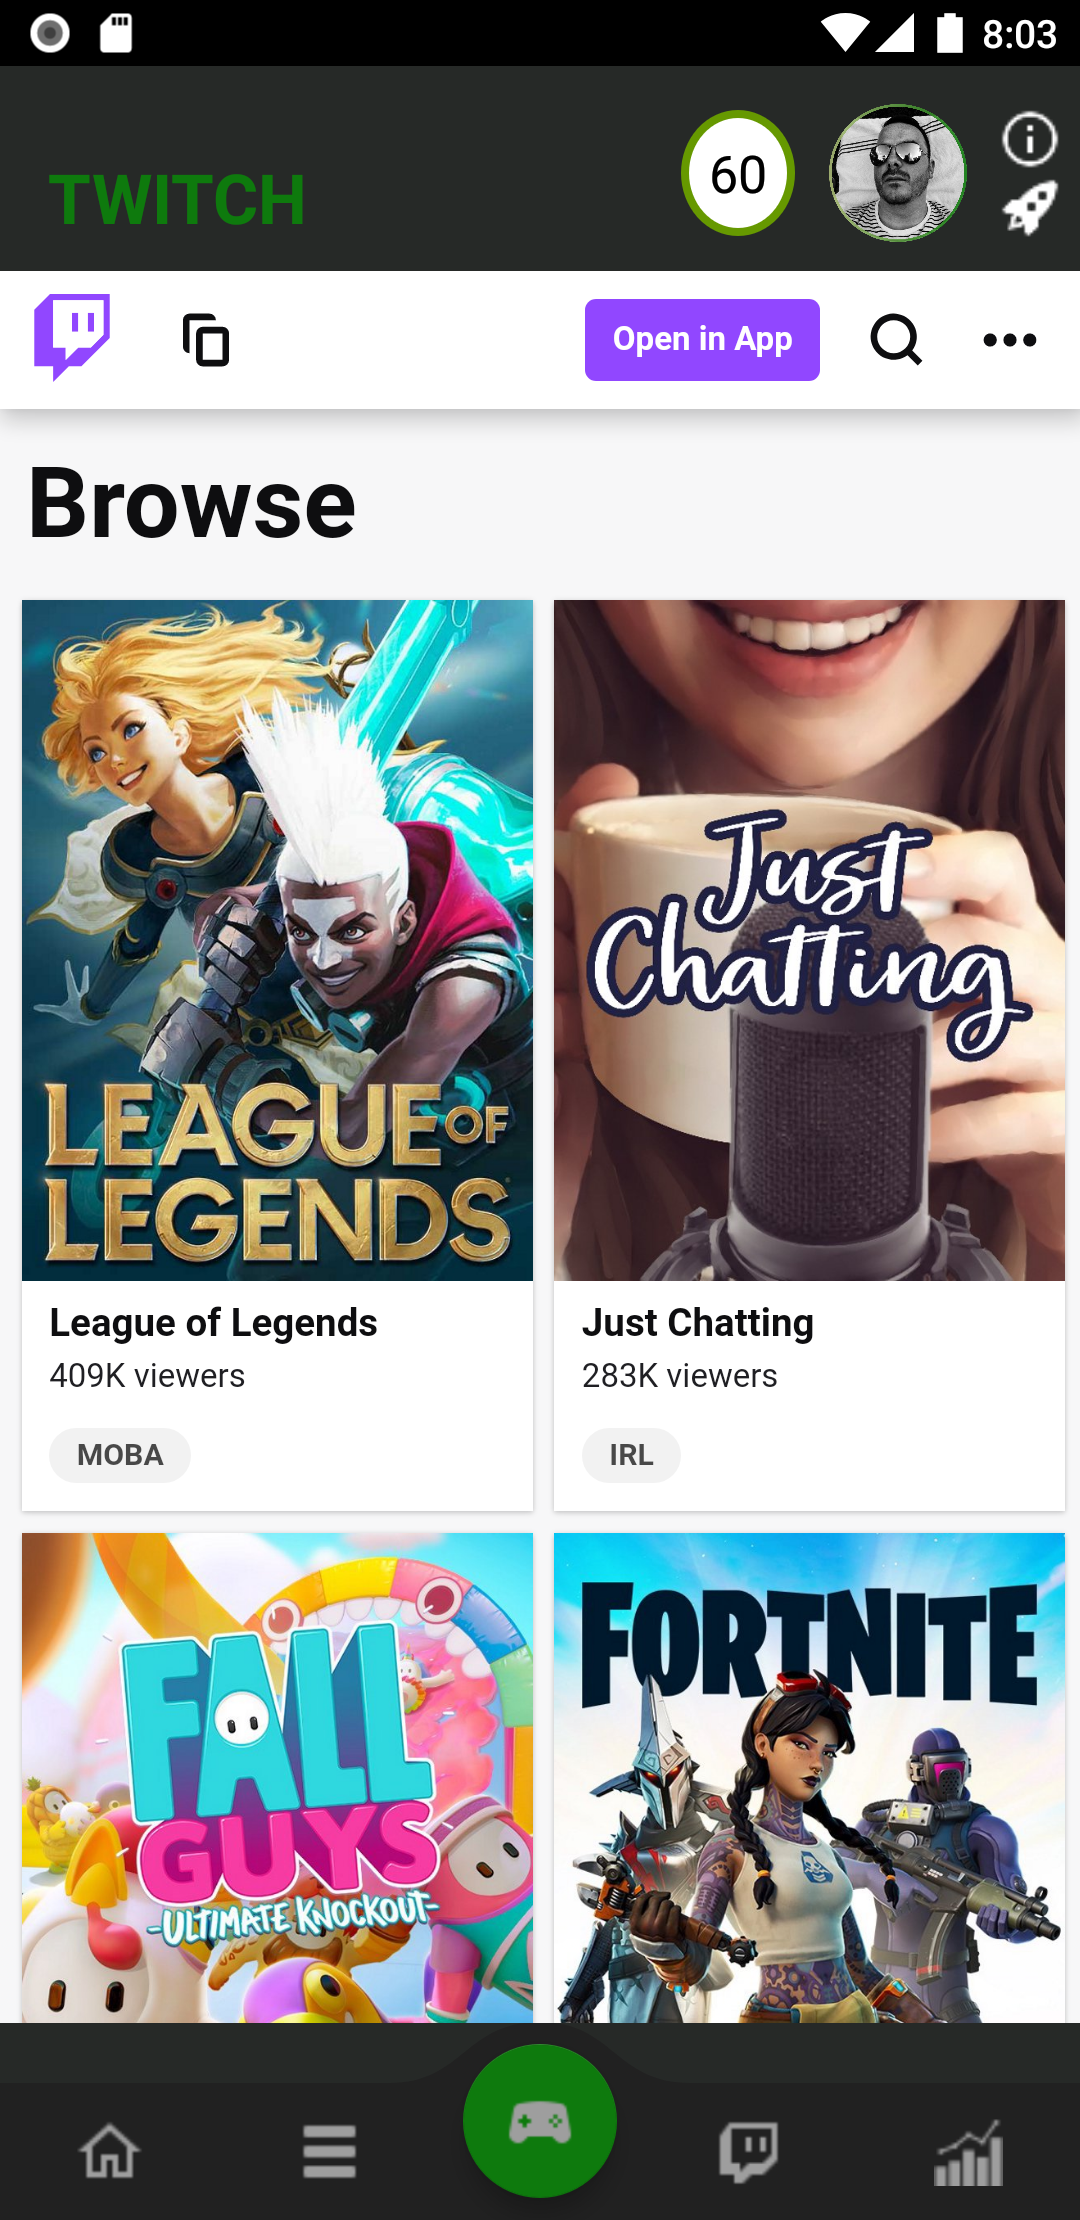 8:03
TWITCH
60
Open in App
Browse
LEAGUE OF
LEGENDS
Just
Chatting
League of Legends
409K viewers
MOBA
Just Chatting
283K viewers
IRL
FALL
GUYS
-ULTIMATE KNOCKOUT-
FORTNITE